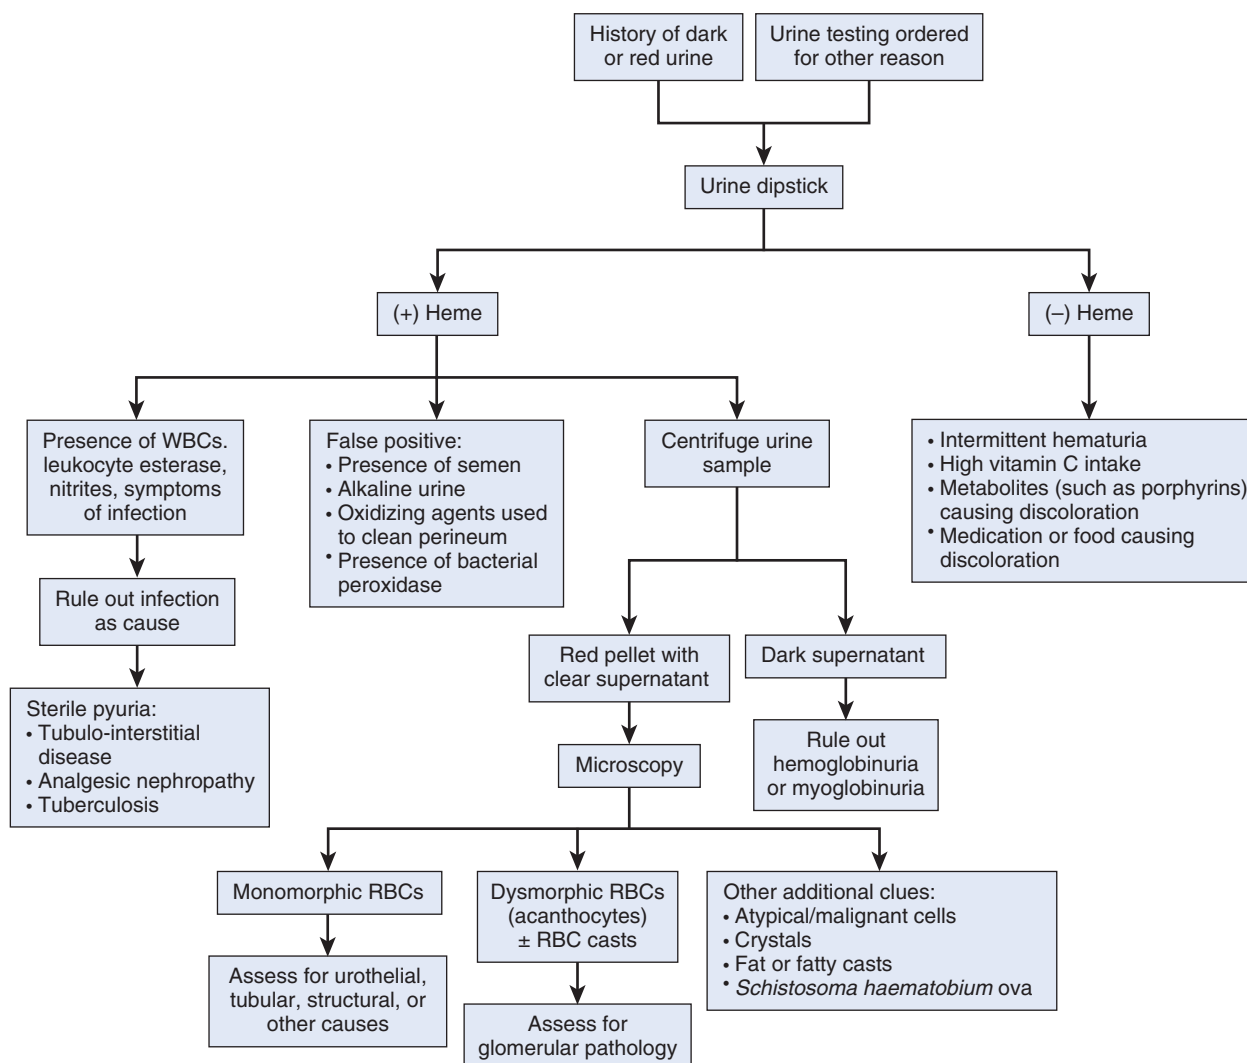 History of dark
or red urine
Urine testing ordered
for other reason
Urine dipstick
(+) Heme
(–) Heme
Presence of WBCs.
leukocyte esterase,
nitrites, symptoms
of infection
False positive:
• Presence of semen
• Alkaline urine
• Oxidizing agents used
to clean perineum
• Presence of bacterial
peroxidase
Centrifuge urine
sample
• Intermittent hematuria
• High vitamin C intake
• Metabolites (such as porphyrins)
causing discoloration
• Medication or food causing
discoloration
Rule out infection
as cause
Red pellet with
clear supernatant
Dark supernatant
Sterile pyuria:
• Tubulo-interstitial
disease
• Analgesic nephropathy
• Tuberculosis
Microscopy
Rule out
hemoglobinuria
or myoglobinuria
Monomorphic RBCs
Dysmorphic RBCs
(acanthocytes)
± RBC casts
Other additional clues:
• Atypical/malignant cells
• Crystals
• Fat or fatty casts
• Schistosoma haematobium ova
Assess for urothelial,
tubular, structural, or
other causes
Assess for
glomerular pathology